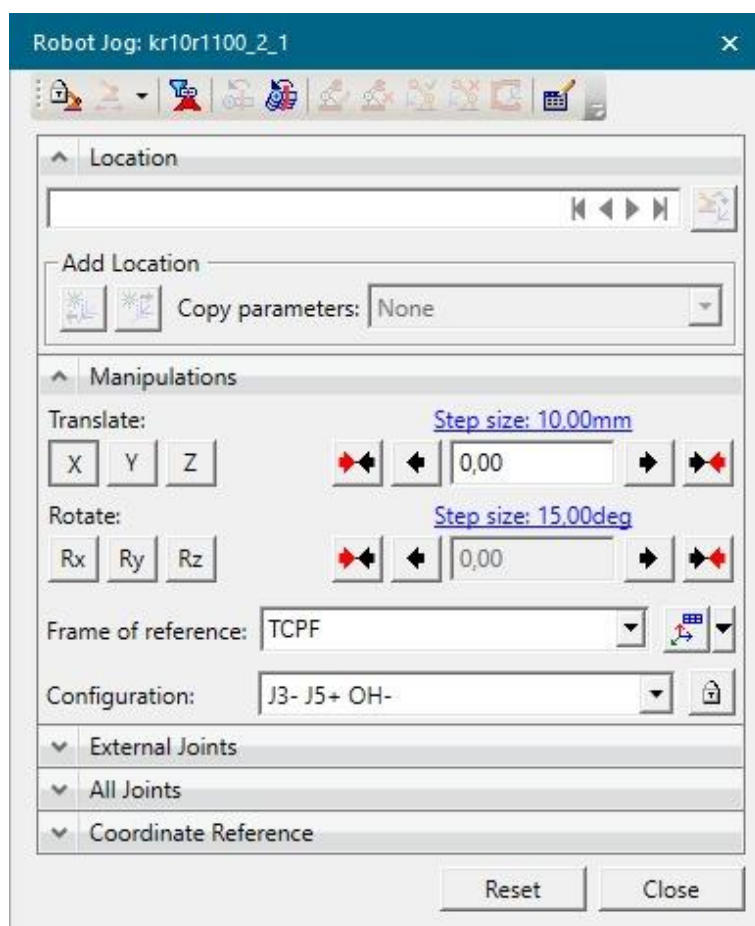 Robot Jog: kr10r1100_2_1
Location
Add Location
Copy parameters: None
Manipulations
Translate: Step size: 10,00mm
X Y Z 0,00
Rotate: Step size: 15,00deg
Rx Ry Rz 0,00
Frame of reference: TCPF
Configuration: J3- J5+ OH-
External Joints
All Joints
Coordinate Reference
Reset Close